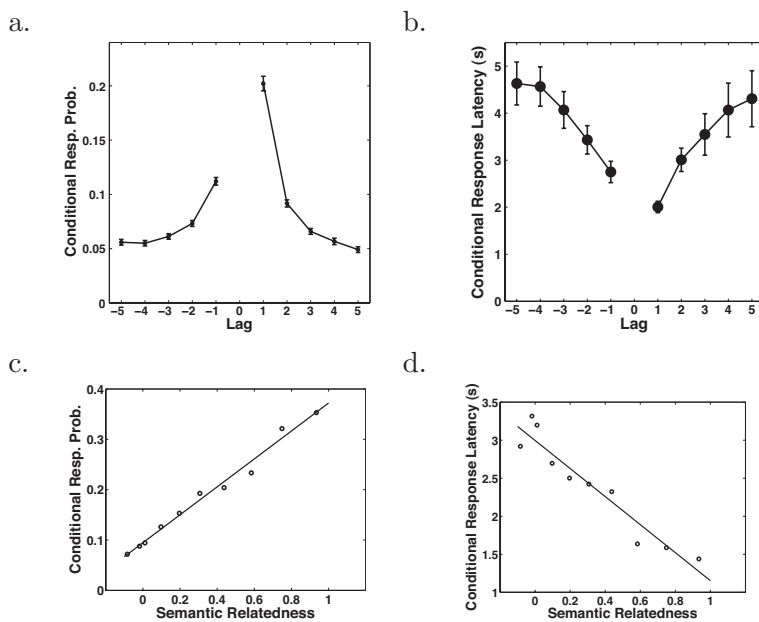 a.
Conditional Resp. Prob.
0.2
0.15
0.1
0.05
0
−5 −4 −3 −2 −1 0 1 2 3 4 5
Lag
b.
Conditional Response Latency (s)
5
4
3
2
1
0
−5 −4 −3 −2 −1 0 1 2 3 4 5
Lag
c.
Conditional Resp. Prob.
0.4
0.3
0.2
0.1
0
0 0.2 0.4 0.6 0.8 1
Semantic Relatedness
d.
Conditional Response Latency (s)
3.5
3
2.5
2
1.5
1
0 0.2 0.4 0.6 0.8 1
Semantic Relatedness